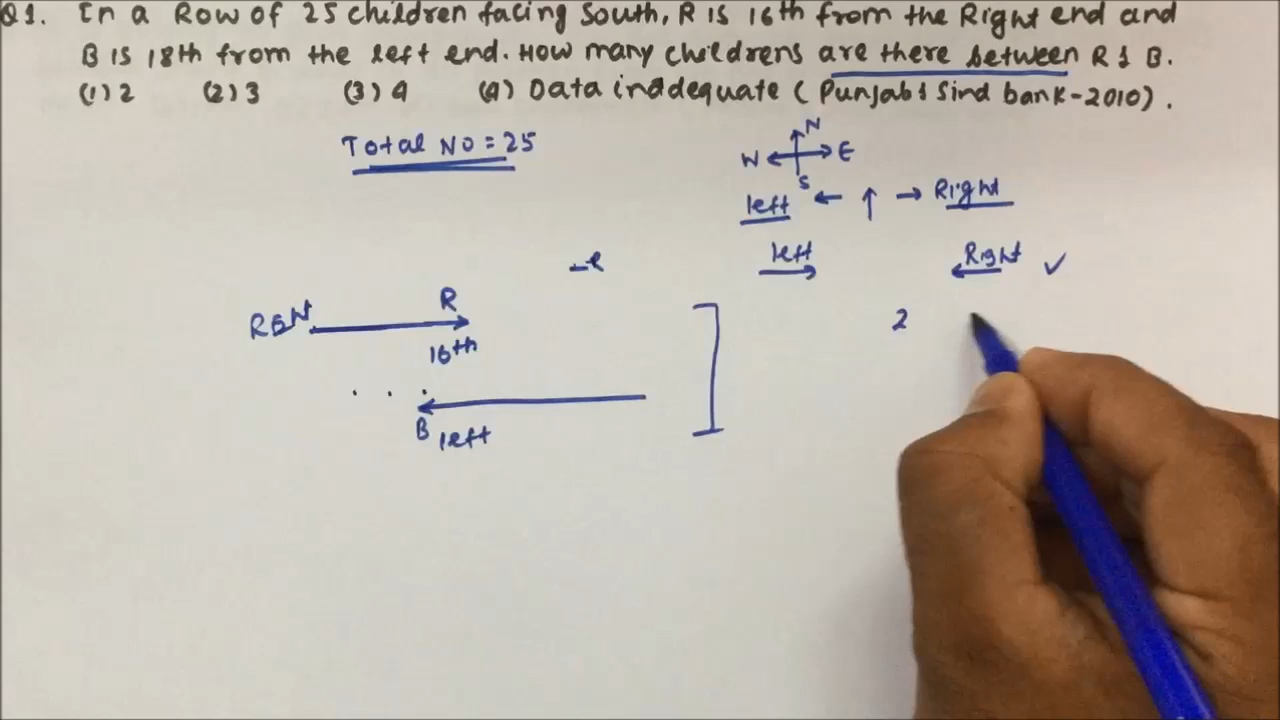 Q1. In a Row of 25 children facing South, R is 16th from the Right end and
B is 18th from the left end. How many childrens are there between R & B.
(1) 2 (2) 3 (3) 4 (4) Data inadequate (Punjab & Sind bank-2010).
Total No = 25
N
W E
S
left Right
left Right ✓
R
16th
2
B left